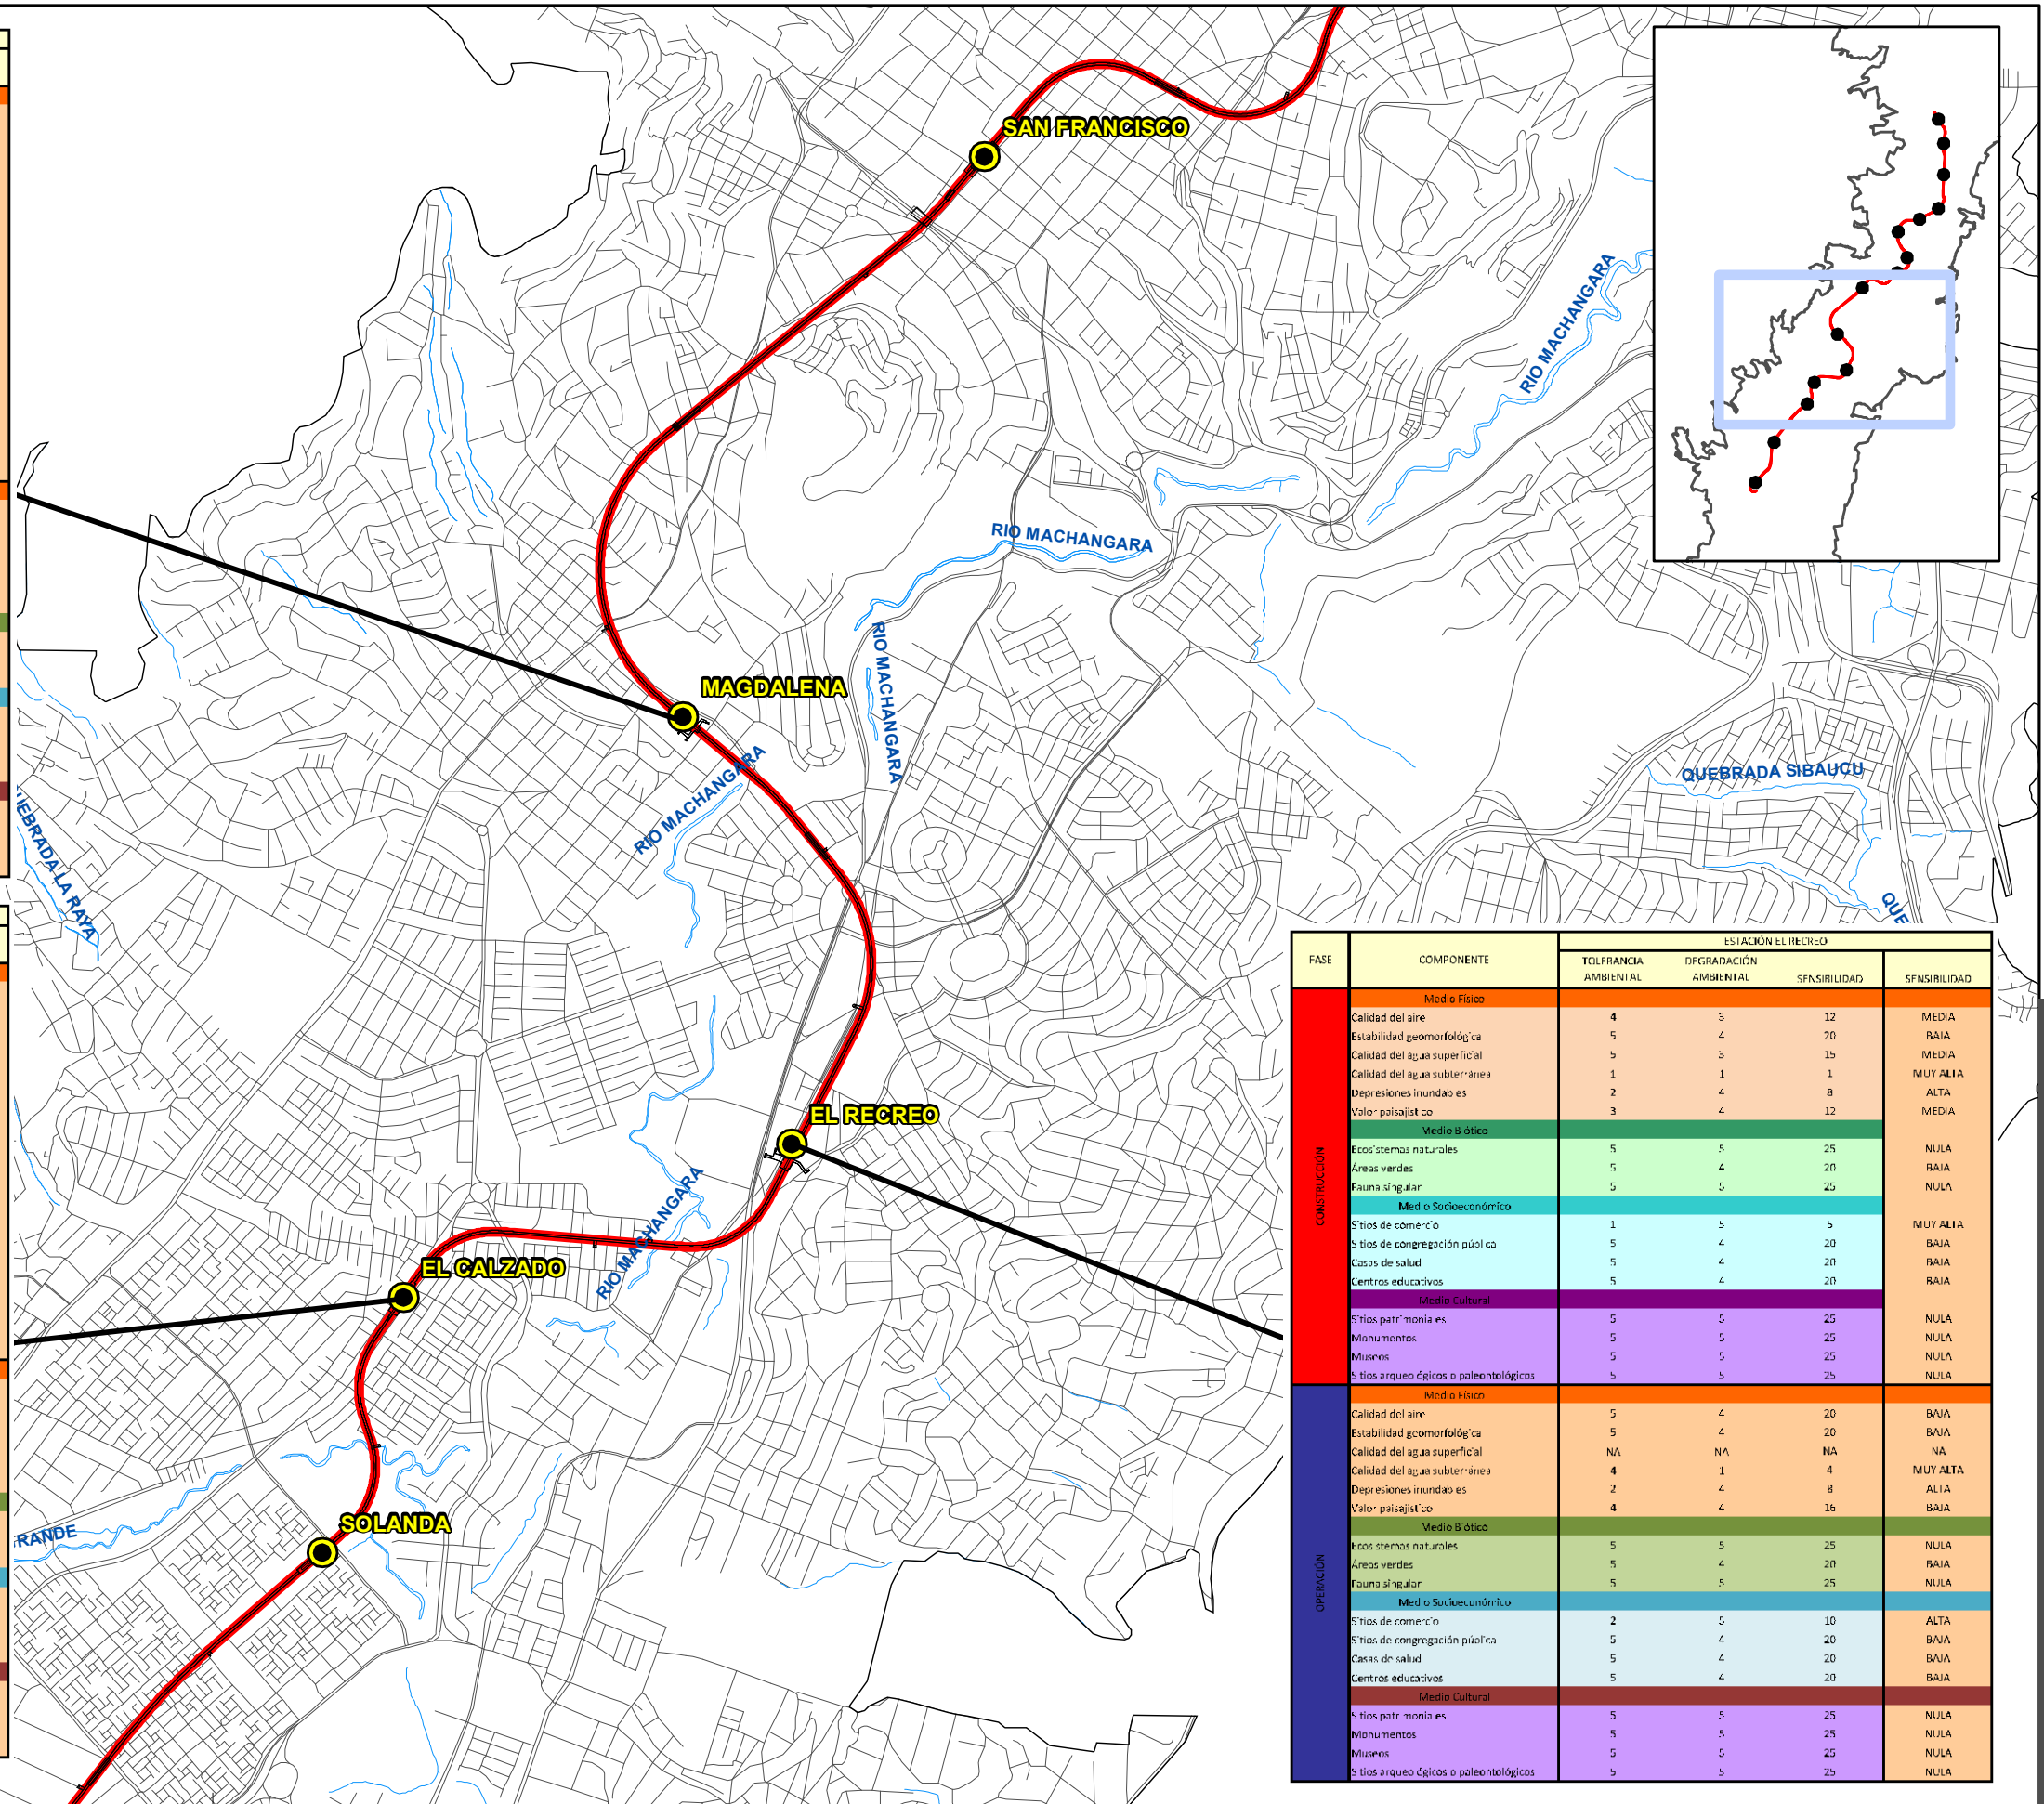 SAN FRANCISCO
RIO MACHANGARA
RIO MACHANGARA
RIO MACHANGARA
MAGDALENA
RIO MACHANGARA
QUEBRADA SIBAUCU
UEBRADA LA RAYA
QUE
EL RECREO
RIO MACHANGARA
EL CALZADO
SOLANDA
RANDE
ESTACIÓN EL RECREO
FASE COMPONENTE TOLERANCIA AMBIENTAL DEGRADACIÓN AMBIENTAL SENSIBILIDAD SENSIBILIDAD
CONSTRUCCIÓN
Medio Físico
Calidad del aire 4 3 12 MEDIA
Estabilidad geomorfológica 5 4 20 BAJA
Calidad del agua superficial 5 3 15 MEDIA
Calidad del agua subterránea 1 1 1 MUY ALTA
Depresiones inundables 2 4 8 ALTA
Valor paisajístico 3 4 12 MEDIA
Medio Biótico
Ecosistemas naturales 5 5 25 NULA
Áreas verdes 5 4 20 BAJA
Fauna singular 5 5 25 NULA
Medio Socioeconómico
Sitios de comercio 1 5 5 MUY ALTA
Sitios de congregación pública 5 4 20 BAJA
Casas de salud 5 4 20 BAJA
Centros educativos 5 4 20 BAJA
Medio Cultural
Sitios patrimoniales 5 5 25 NULA
Monumentos 5 5 25 NULA
Museos 5 5 25 NULA
Sitios arqueológicos o paleontológicos 5 5 25 NULA
OPERACIÓN
Medio Físico
Calidad del aire 5 4 20 BAJA
Estabilidad geomorfológica 5 4 20 BAJA
Calidad del agua superficial NA NA NA NA
Calidad del agua subterránea 4 1 4 MUY ALTA
Depresiones inundables 2 4 8 ALTA
Valor paisajístico 4 4 16 BAJA
Medio Biótico
Ecosistemas naturales 5 5 25 NULA
Áreas verdes 5 4 20 BAJA
Fauna singular 5 5 25 NULA
Medio Socioeconómico
Sitios de comercio 2 5 10 ALTA
Sitios de congregación pública 5 4 20 BAJA
Casas de salud 5 4 20 BAJA
Centros educativos 5 4 20 BAJA
Medio Cultural
Sitios patrimoniales 5 5 25 NULA
Monumentos 5 5 25 NULA
Museos 5 5 25 NULA
Sitios arqueológicos o paleontológicos 5 5 25 NULA